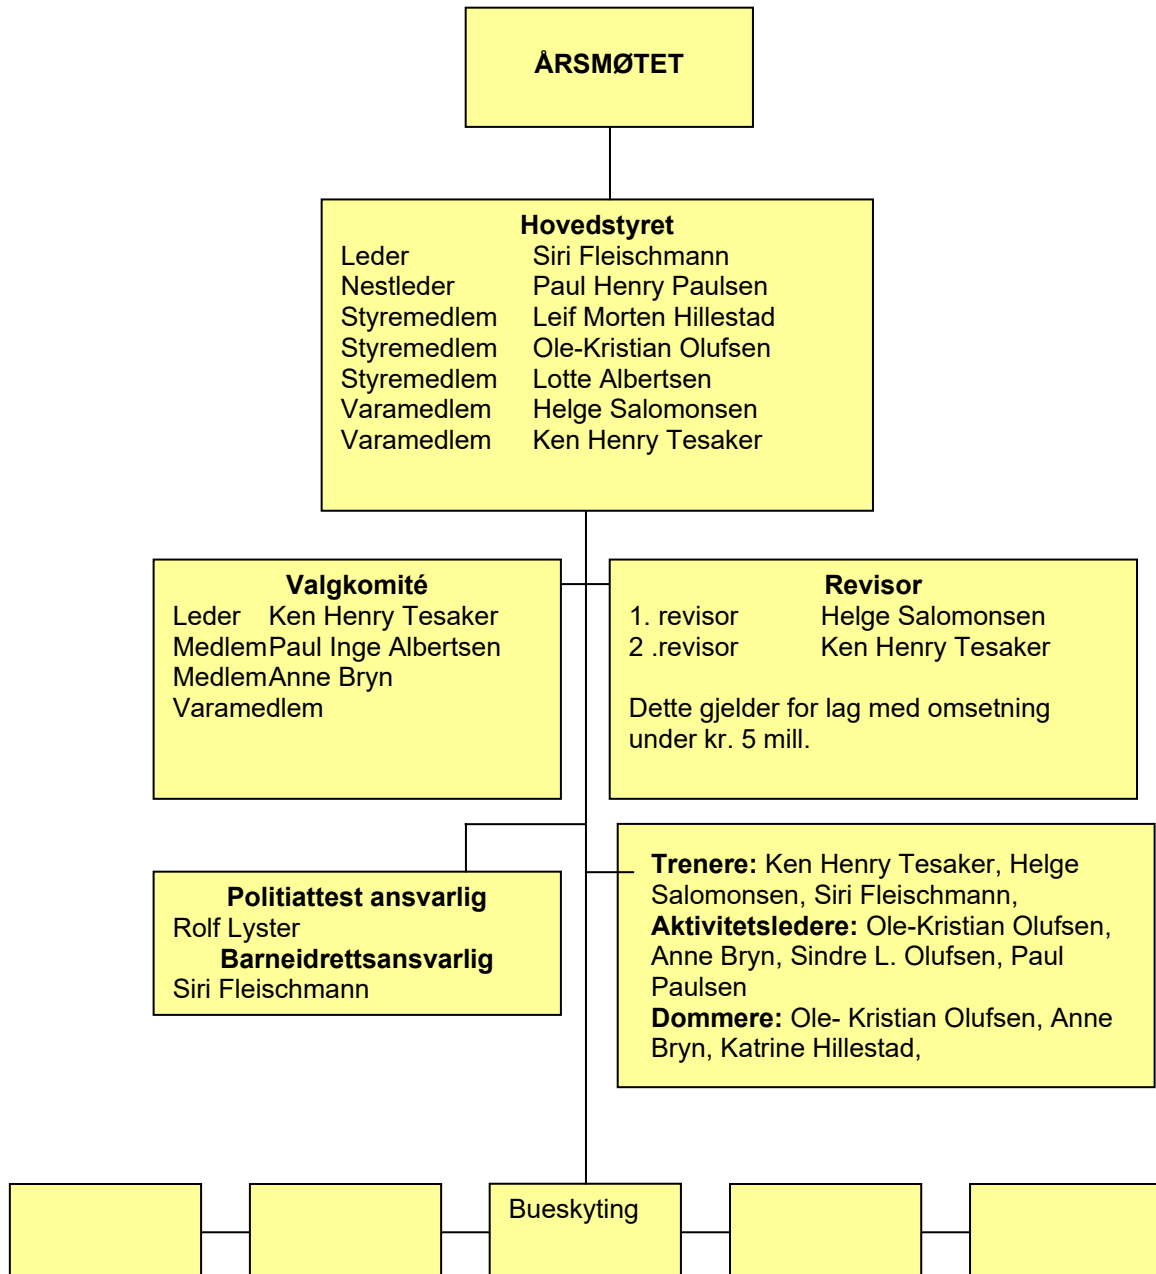 ÅRSMØTET
Hovedstyret
Leder Siri Fleischmann
Nestleder Paul Henry Paulsen
Styremedlem Leif Morten Hillestad
Styremedlem Ole-Kristian Olufsen
Styremedlem Lotte Albertsen
Varamedlem Helge Salomonsen
Varamedlem Ken Henry Tesaker
Valgkomité
Leder Ken Henry Tesaker
MedlemPaul Inge Albertsen
MedlemAnne Bryn
Varamedlem
Revisor
1. revisor Helge Salomonsen
2 .revisor Ken Henry Tesaker
Dette gjelder for lag med omsetning
under kr. 5 mill.
Politiattest ansvarlig
Rolf Lyster
Barneidrettsansvarlig
Siri Fleischmann
Trenere: Ken Henry Tesaker, Helge
Salomonsen, Siri Fleischmann,
Aktivitetsledere: Ole-Kristian Olufsen,
Anne Bryn, Sindre L. Olufsen, Paul
Paulsen
Dommere: Ole- Kristian Olufsen, Anne
Bryn, Katrine Hillestad,
Bueskyting